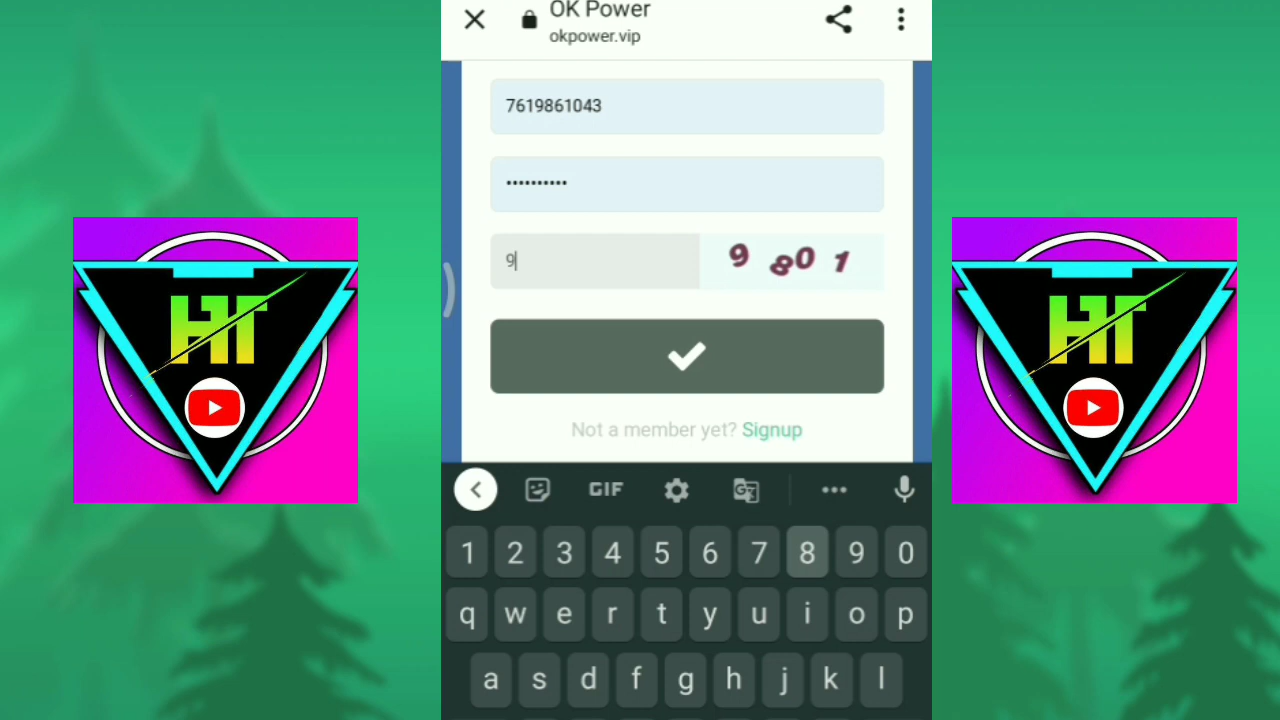 OK Power
okpower.vip
7619861043
••••••••••
9
9 8 0 1
Not a member yet? Signup
GIF
1 2 3 4 5 6 7 8 9 0
q w e r t y u i o p
a s d f g h j k l
HT
HT